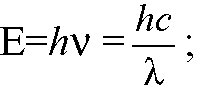 E=hν = hc/λ ;